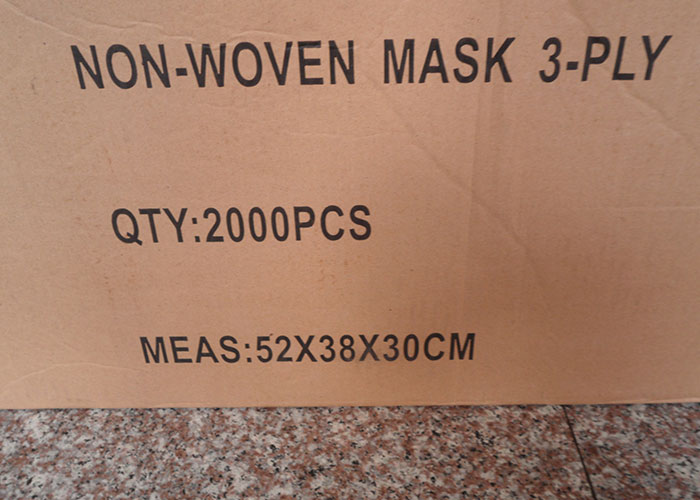 NON-WOVEN MASK 3-PLY
QTY:2000PCS
MEAS:52X38X30CM